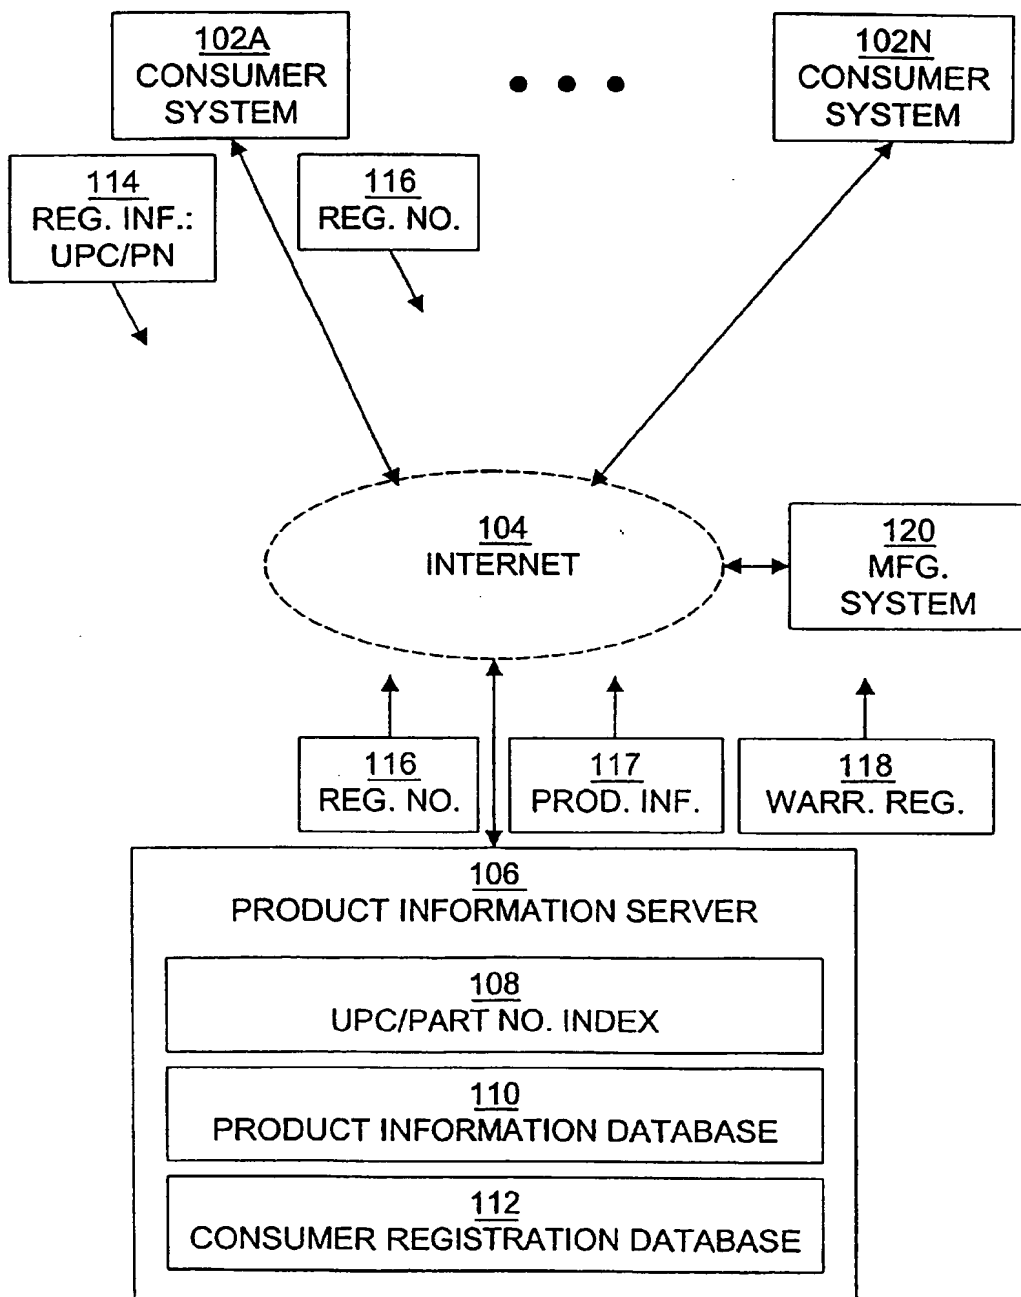 102A
CONSUMER
SYSTEM
102N
CONSUMER
SYSTEM
114
REG. INF.:
UPC/PN
116
REG. NO.
104
INTERNET
120
MFG.
SYSTEM
116
REG. NO.
117
PROD. INF.
118
WARR. REG.
106
PRODUCT INFORMATION SERVER
108
UPC/PART NO. INDEX
110
PRODUCT INFORMATION DATABASE
112
CONSUMER REGISTRATION DATABASE